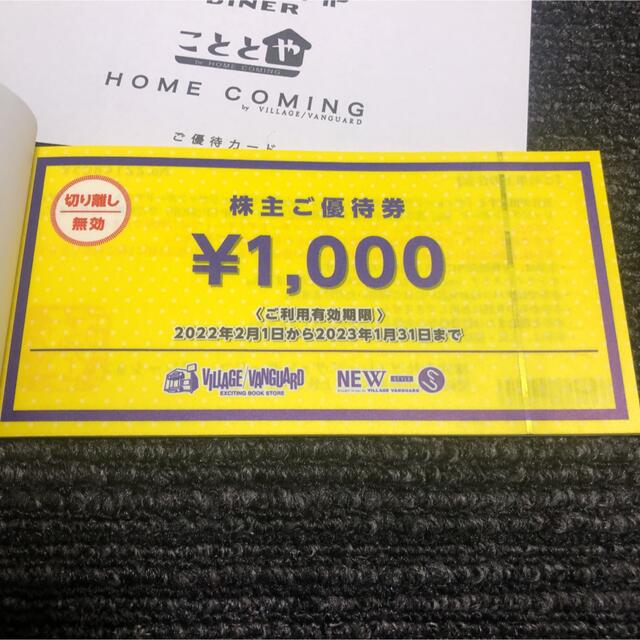 DINER
こととや
by HOME COMING
HOME COMING
by VILLAGE/VANGUARD
ご優待カード
切り離し
無効
株主ご優待券
¥1,000
〈ご利用有効期限〉
2022年2月1日から2023年1月31日まで
VILLAGE/VANGUARD
EXCITING BOOK STORE
NEW STYLE
by VILLAGE VANGUARD